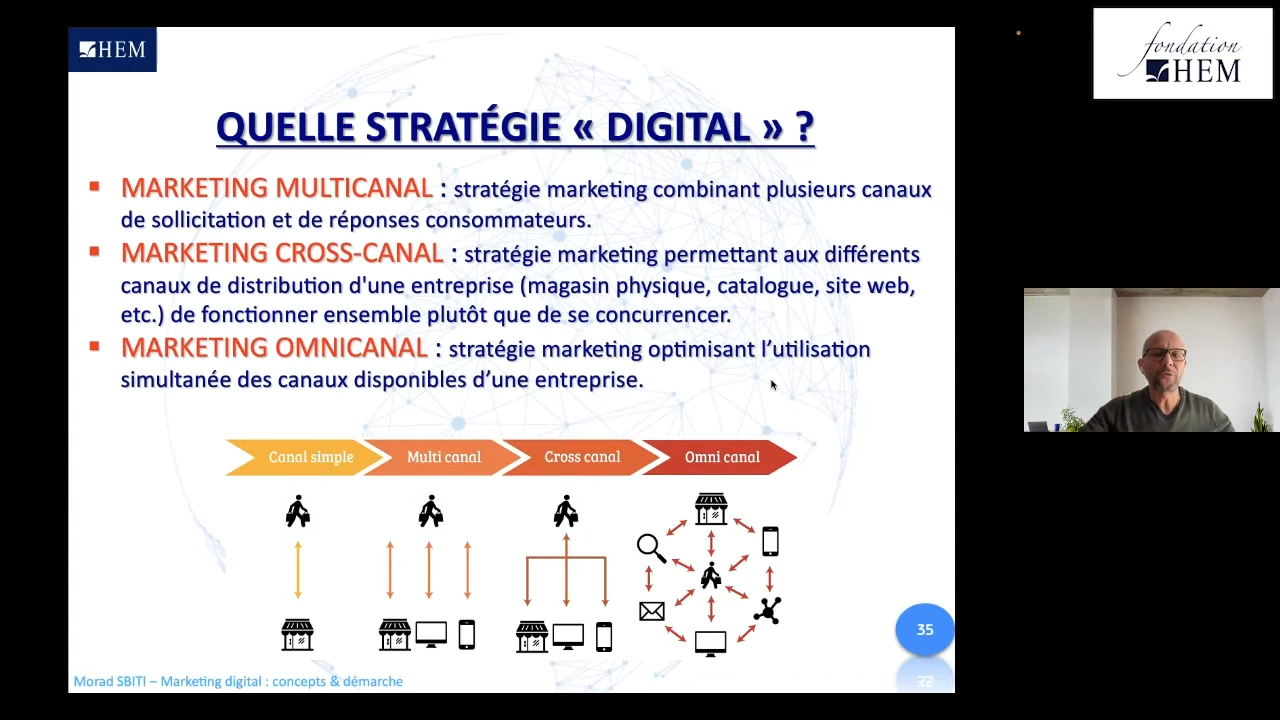 HEM
fondation
HEM
QUELLE STRATÉGIE « DIGITAL » ?
▪ MARKETING MULTICANAL : stratégie marketing combinant plusieurs canaux
de sollicitation et de réponses consommateurs.
▪ MARKETING CROSS-CANAL : stratégie marketing permettant aux différents
canaux de distribution d'une entreprise (magasin physique, catalogue, site web,
etc.) de fonctionner ensemble plutôt que de se concurrencer.
▪ MARKETING OMNICANAL : stratégie marketing optimisant l’utilisation
simultanée des canaux disponibles d’une entreprise.
Canal simple
Multi canal
Cross canal
Omni canal
35
Morad SBITI – Marketing digital : concepts & démarche